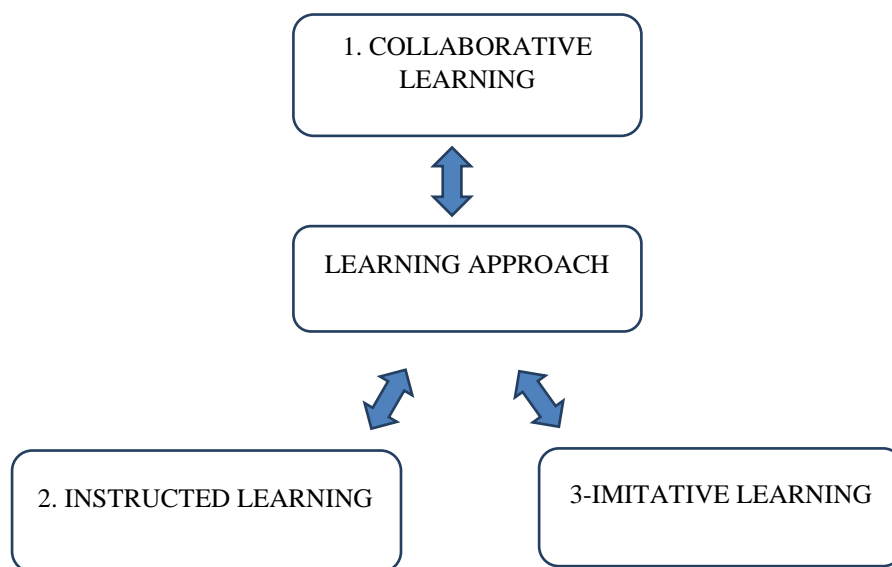 1. COLLABORATIVE
LEARNING
LEARNING APPROACH
2. INSTRUCTED LEARNING
3-IMITATIVE LEARNING